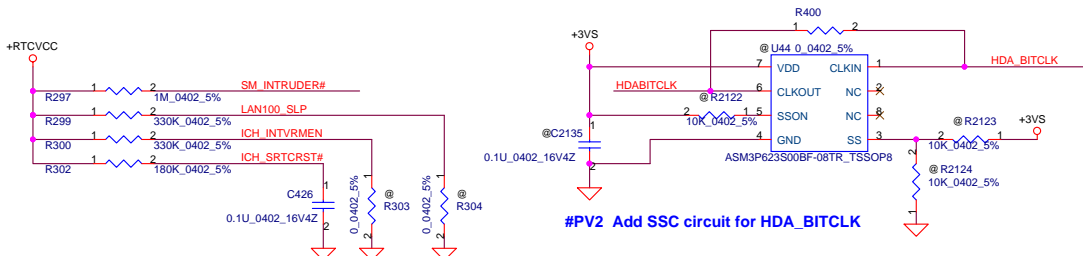 +RTCVCC
R297
1
2
1M_0402_5%
SM_INTRUDER#
R299
1
2
330K_0402_5%
LAN100_SLP
R300
1
2
330K_0402_5%
ICH_INTVRMEN
R302
1
2
180K_0402_5%
ICH_SRTCRST#
C426
1
2
0.1U_0402_16V4Z
@
R303
1
2
0_0402_5%
@
R304
1
2
0_0402_5%
R400
1
2
0_0402_5%
+3VS
@ U44
7
VDD
CLKIN
1
HDA_BITCLK
HDABITCLK
6
CLKOUT
NC
2
@R2122
1
2
10K_0402_5%
5
SSON
NC
8
4
GND
SS
3
ASM3P623S00BF-08TR_TSSOP8
@C2135
1
2
0.1U_0402_16V4Z
@R2123
2
1
10K_0402_5%
+3VS
@R2124
2
1
10K_0402_5%
#PV2 Add SSC circuit for HDA_BITCLK